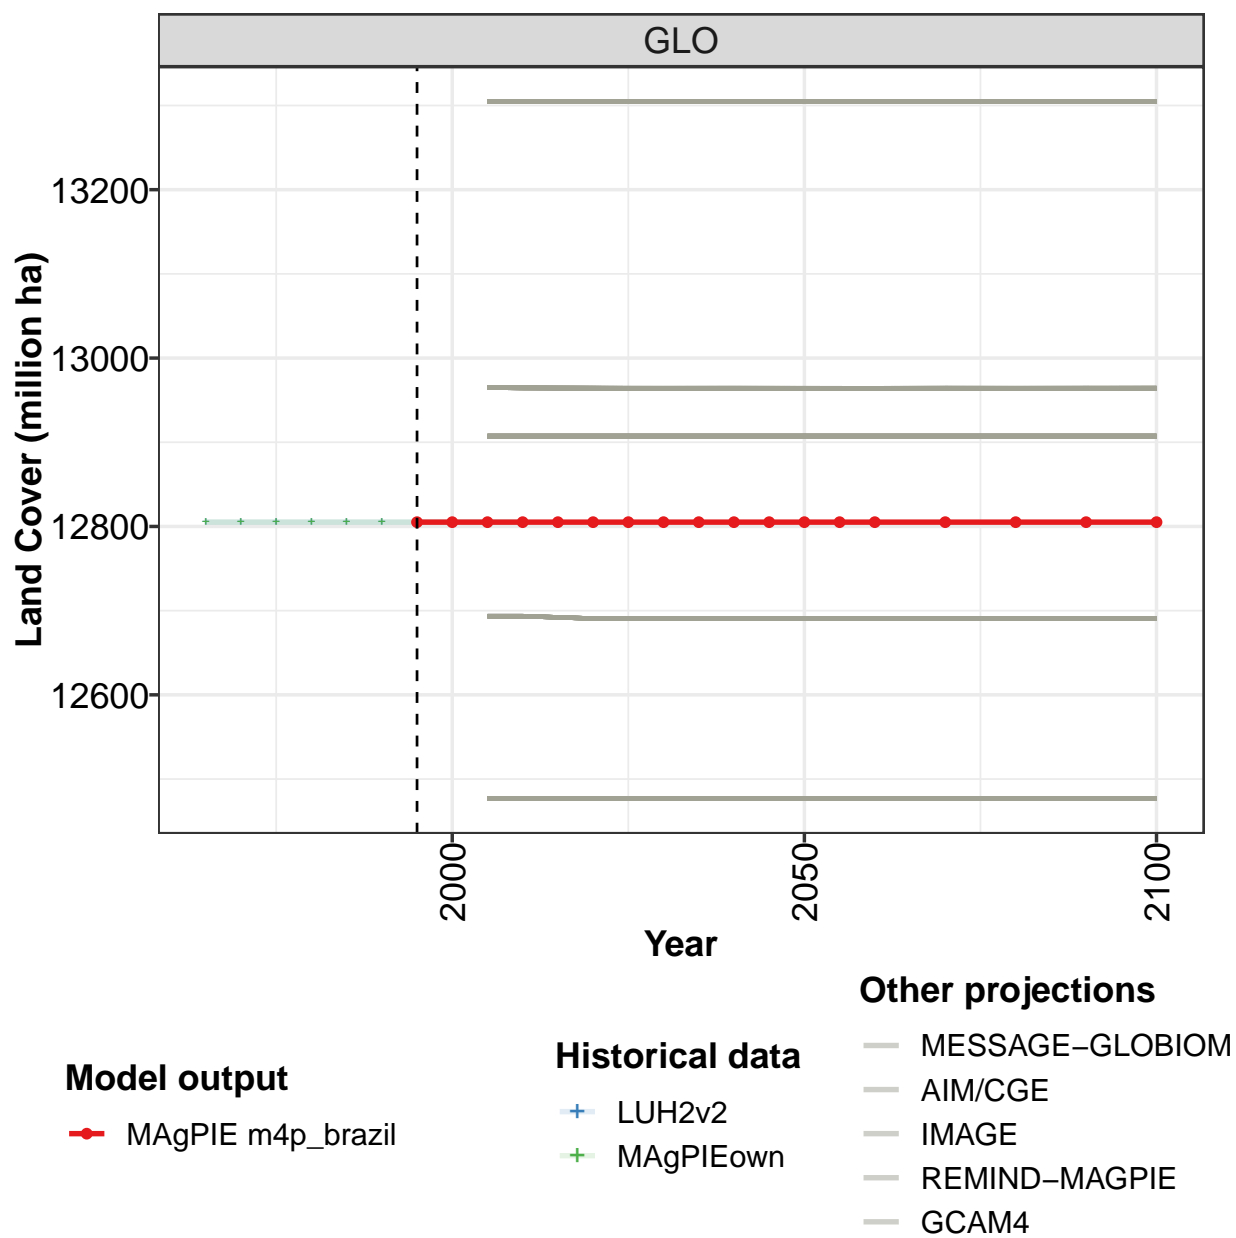 GLO
13200
13000
12800
12600
Land Cover (million ha)
2000
2050
2100
Year
Model output
MAgPIE m4p_brazil
Historical data
LUH2v2
MAgPIEown
Other projections
MESSAGE−GLOBIOM
AIM/CGE
IMAGE
REMIND−MAGPIE
GCAM4